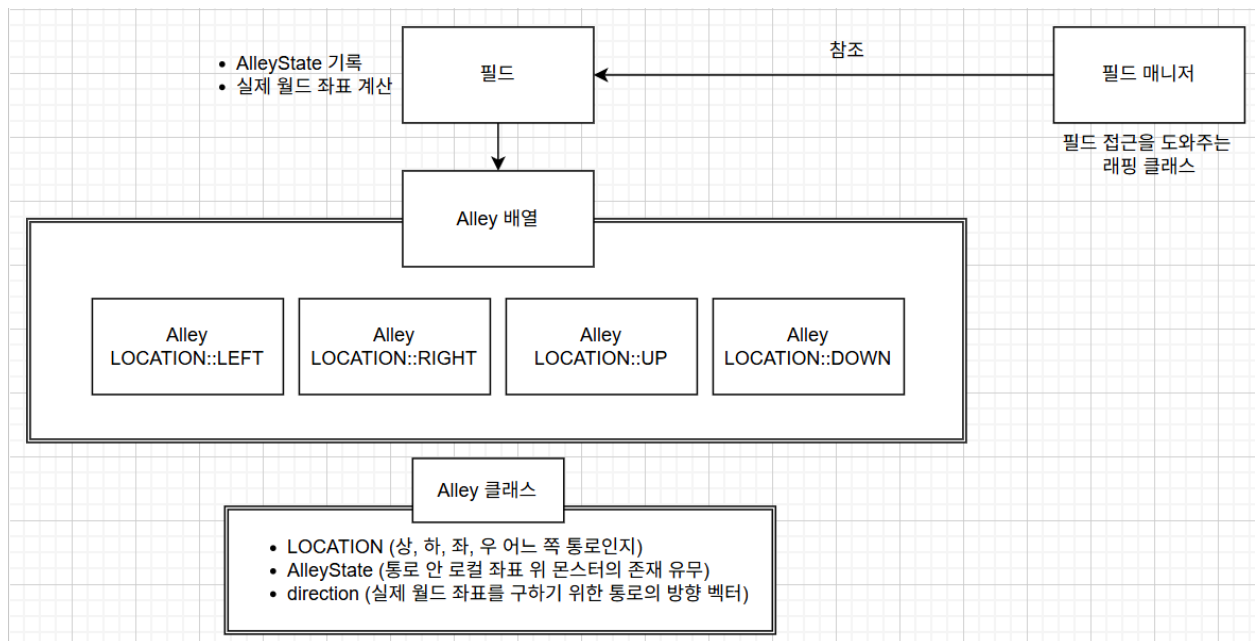 • AlleyState 기록
• 실제 월드 좌표 계산
필드
참조
필드 매니저
필드 접근을 도와주는
래핑 클래스
Alley 배열
Alley
LOCATION::LEFT
Alley
LOCATION::RIGHT
Alley
LOCATION::UP
Alley
LOCATION::DOWN
Alley 클래스
• LOCATION (상, 하, 좌, 우 어느 쪽 통로인지)
• AlleyState (통로 안 로컬 좌표 위 몬스터의 존재 유무)
• direction (실제 월드 좌표를 구하기 위한 통로의 방향 벡터)